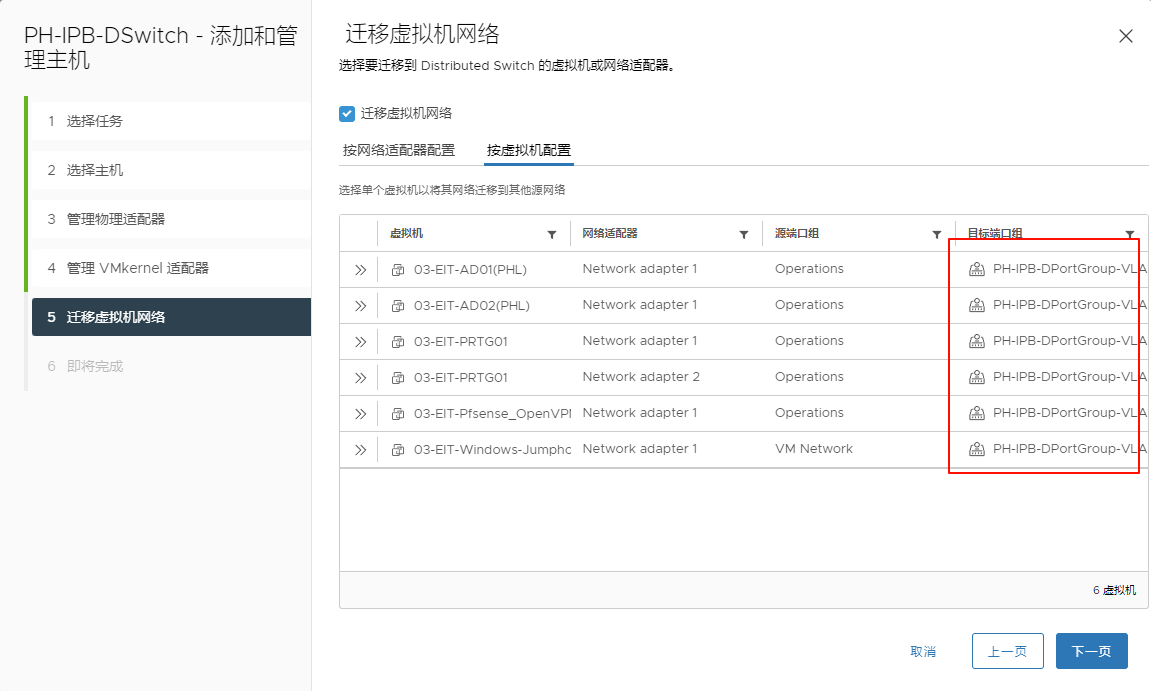 PH-IPB-DSwitch - 添加和管
理主机
1 选择任务
2 选择主机
3 管理物理适配器
4 管理 VMkernel 适配器
5 迁移虚拟机网络
6 即将完成
迁移虚拟机网络
选择要迁移到 Distributed Switch 的虚拟机或网络适配器。
迁移虚拟机网络
按网络适配器配置 按虚拟机配置
选择单个虚拟机以将其网络迁移到其他源网络
虚拟机 网络适配器 源端口组 目标端口组
03-EIT-AD01(PHL) Network adapter 1 Operations PH-IPB-DPortGroup-VLA
03-EIT-AD02(PHL) Network adapter 1 Operations PH-IPB-DPortGroup-VLA
03-EIT-PRTG01 Network adapter 1 Operations PH-IPB-DPortGroup-VLA
03-EIT-PRTG01 Network adapter 2 Operations PH-IPB-DPortGroup-VLA
03-EIT-Pfsense_OpenVPN Network adapter 1 Operations PH-IPB-DPortGroup-VLA
03-EIT-Windows-Jumpho Network adapter 1 VM Network PH-IPB-DPortGroup-VLA
6 虚拟机
取消 上一页 下一页